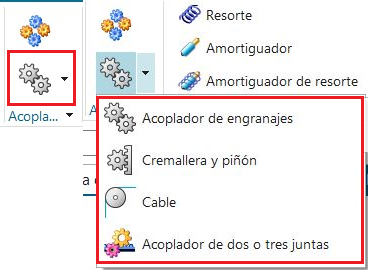 Resorte
Amortiguador
Amortiguador de resorte
Acopla...
Acoplador de engranajes
Cremallera y piñón
Cable
Acoplador de dos o tres juntas